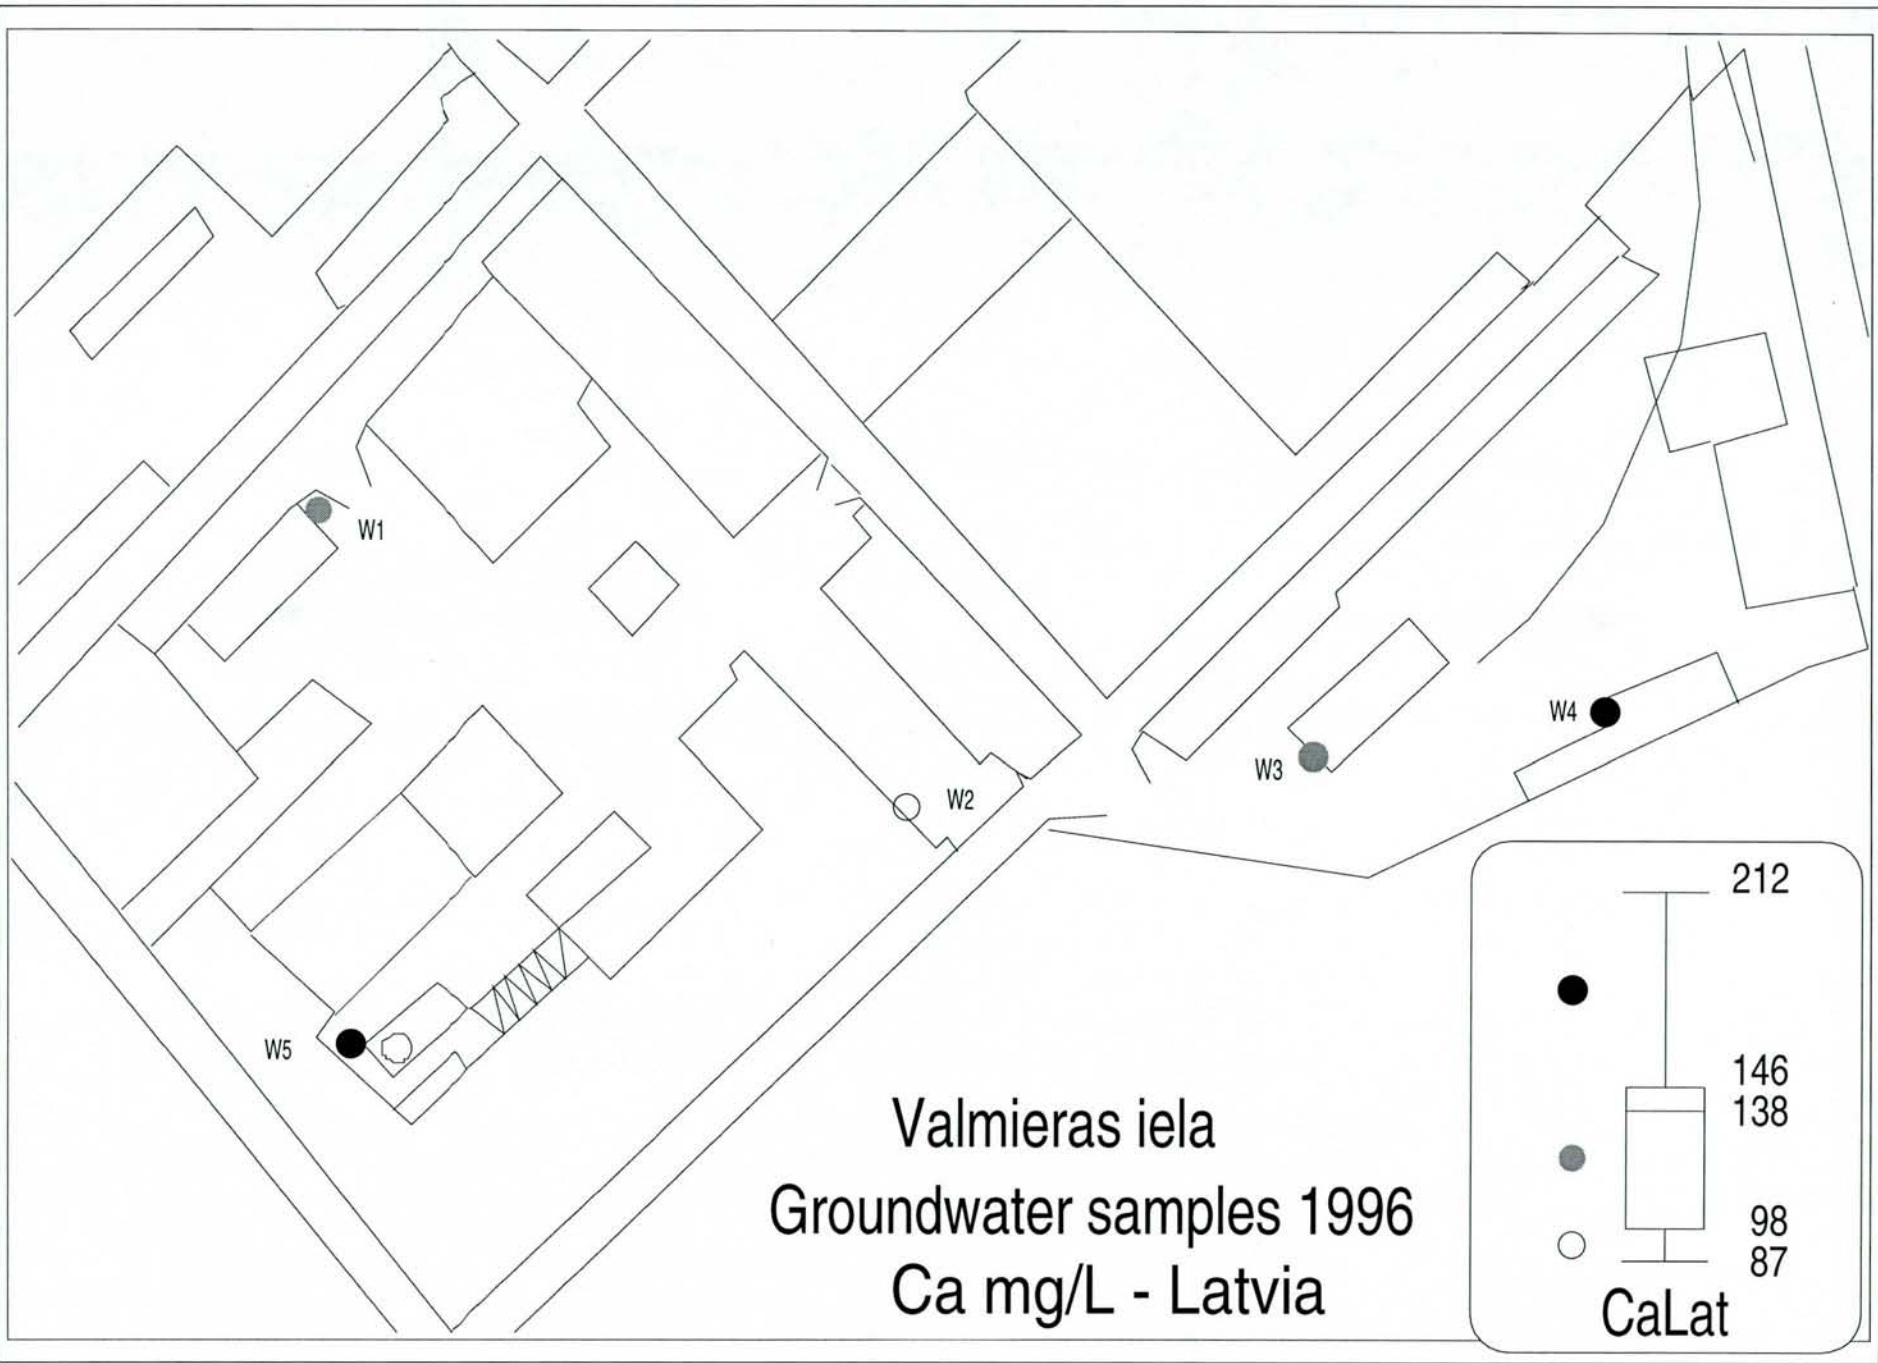 W1
W4
W3
W2
W5
Valmieras iela
Groundwater samples 1996
Ca mg/L - Latvia
212
146
138
98
87
CaLat